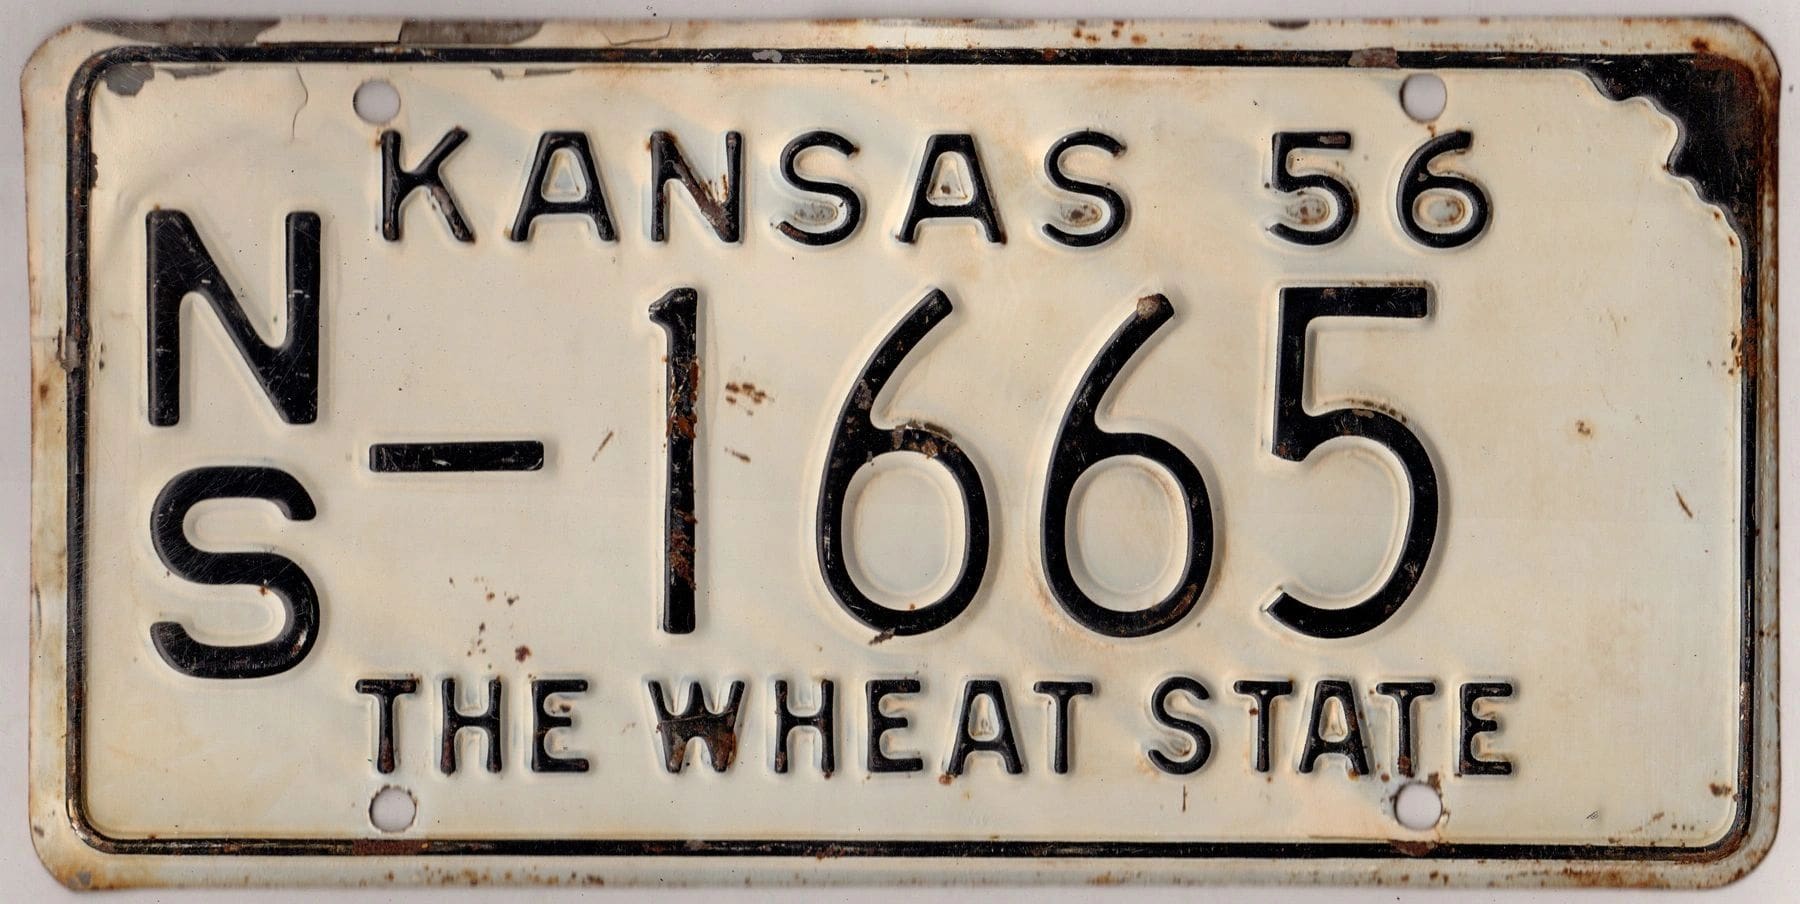 KANSAS 56
NS-1665
THE WHEAT STATE